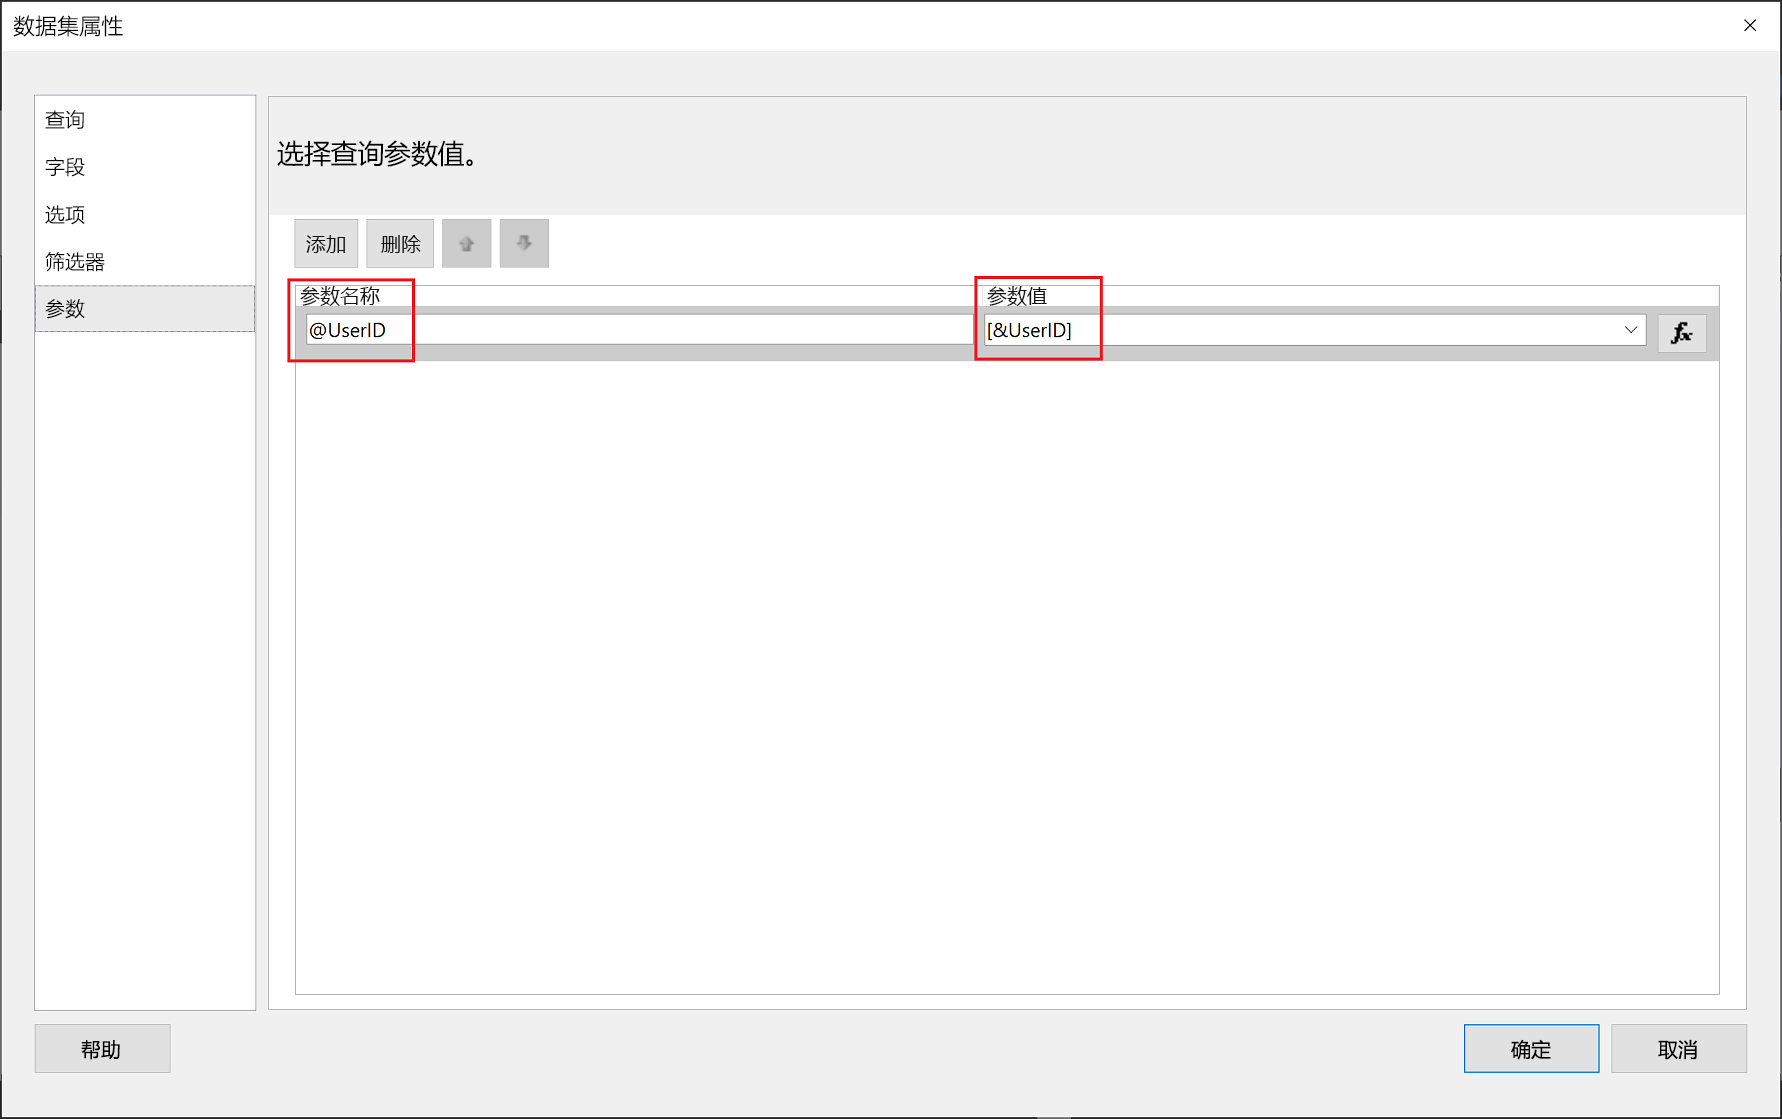 数据集属性
查询
字段
选项
筛选器
参数
选择查询参数值。
添加 删除
参数名称 参数值
@UserID [&UserID] fx
帮助 确定 取消